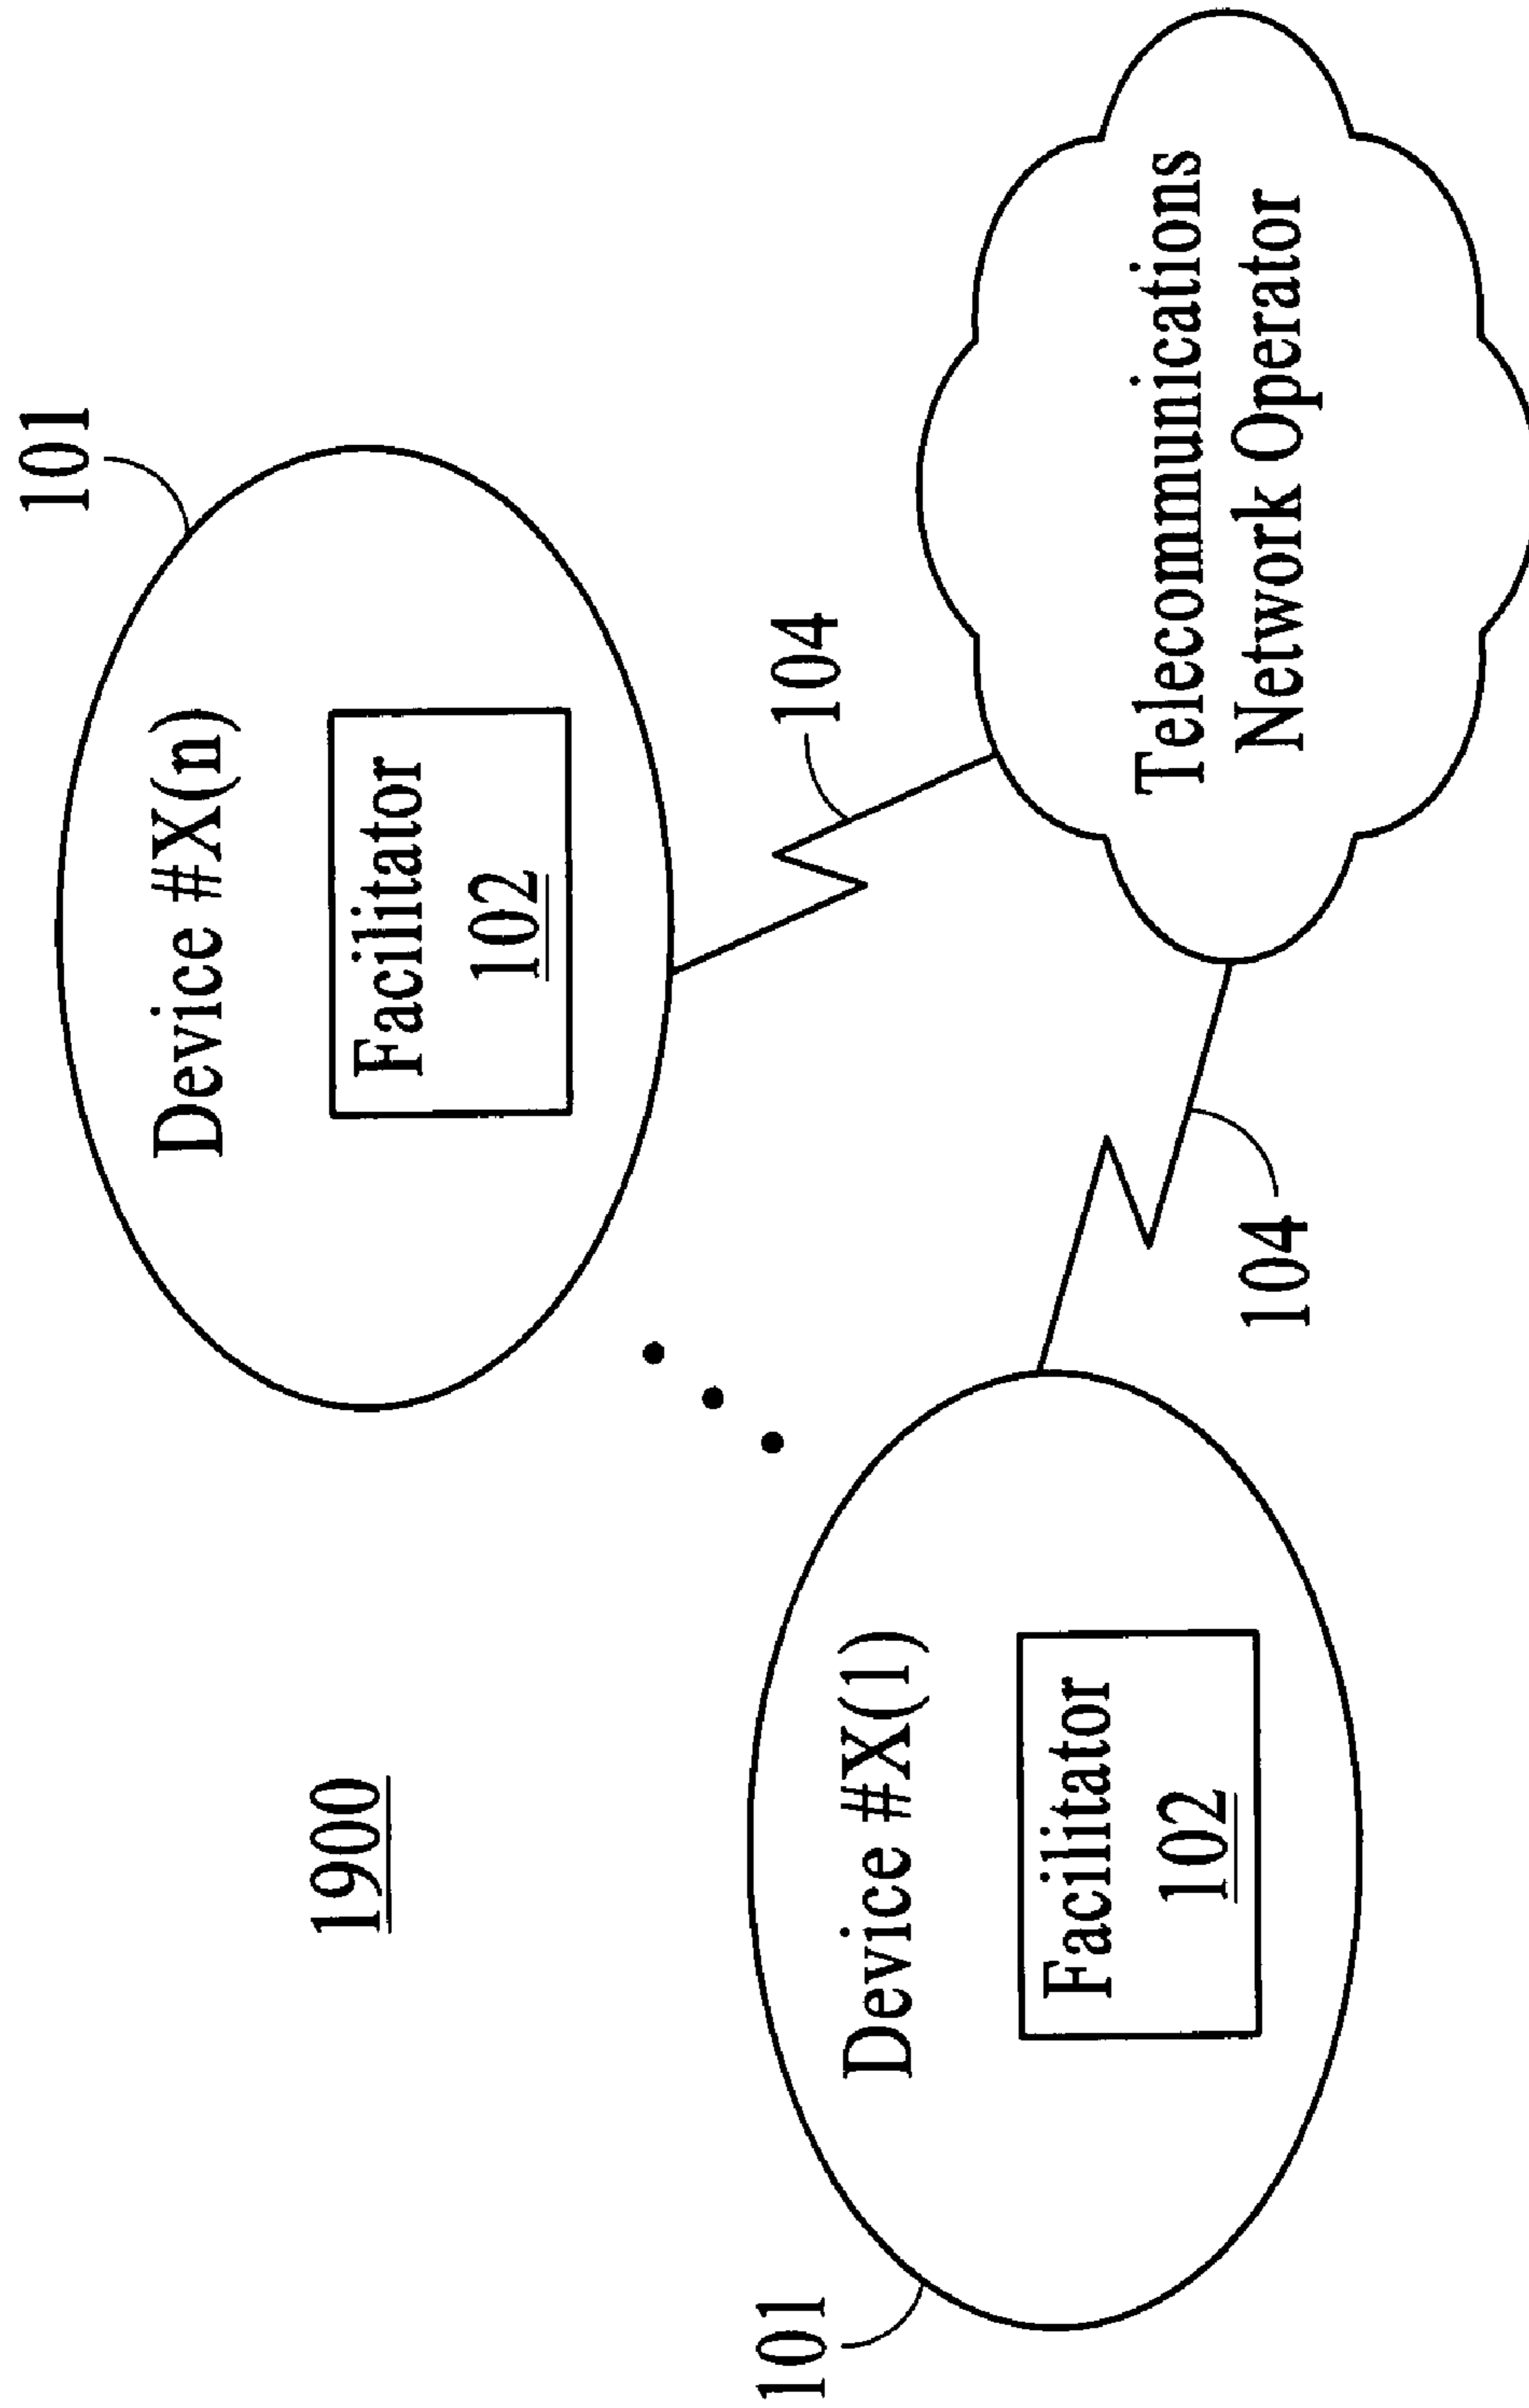 1900
101
Device #X(n)
Facilitator
102
101
Device #X(1)
Facilitator
102
104
104
Telecommunications
Network Operator